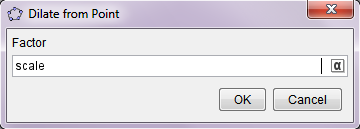 Dilate from Point
Factor
scale
α
OK Cancel